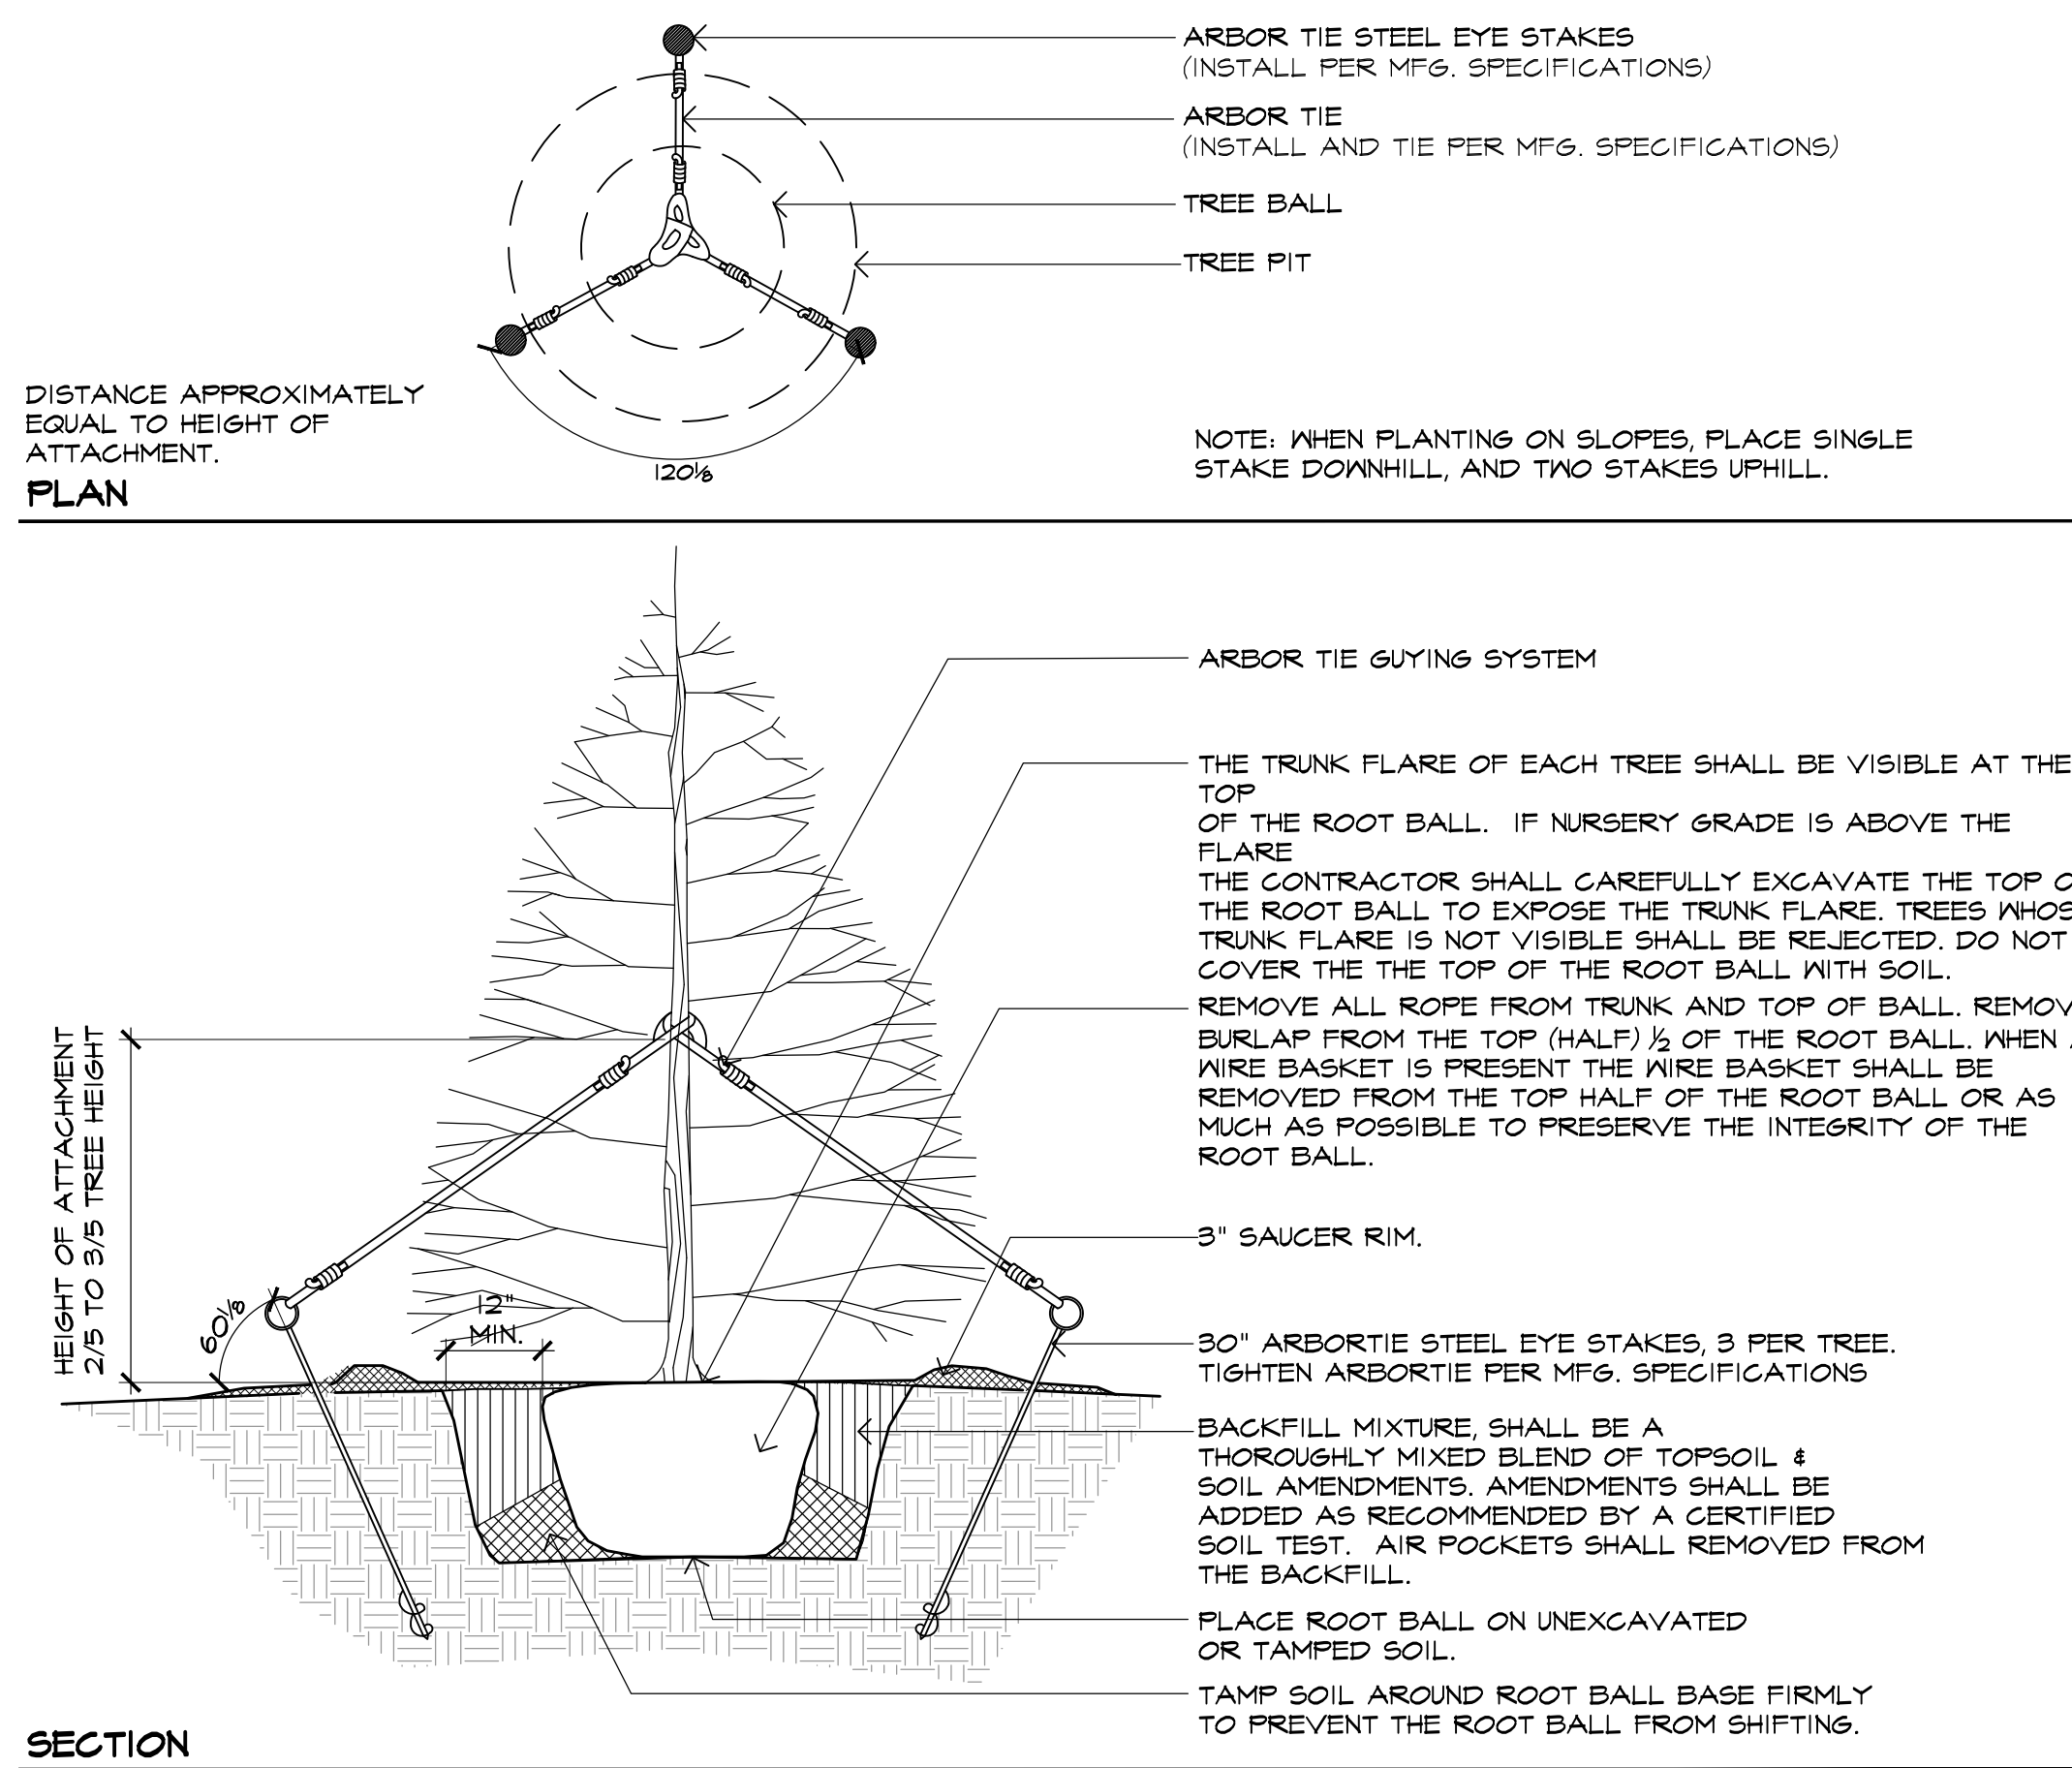 ARBOR TIE STEEL EYE STAKES
(INSTALL PER MFG. SPECIFICATIONS)
ARBOR TIE
(INSTALL AND TIE PER MFG. SPECIFICATIONS)
TREE BALL
TREE PIT
DISTANCE APPROXIMATELY
EQUAL TO HEIGHT OF
ATTACHMENT.
120⅛
NOTE: WHEN PLANTING ON SLOPES, PLACE SINGLE
STAKE DOWNHILL, AND TWO STAKES UPHILL.
PLAN
ARBOR TIE GUYING SYSTEM
THE TRUNK FLARE OF EACH TREE SHALL BE VISIBLE AT THE
TOP
OF THE ROOT BALL. IF NURSERY GRADE IS ABOVE THE
FLARE
THE CONTRACTOR SHALL CAREFULLY EXCAVATE THE TOP
THE ROOT BALL TO EXPOSE THE TRUNK FLARE. TREES WHOS
TRUNK FLARE IS NOT VISIBLE SHALL BE REJECTED. DO NOT
COVER THE THE TOP OF THE ROOT BALL WITH SOIL.
REMOVE ALL ROPE FROM TRUNK AND TOP OF BALL. REMOV
BURLAP FROM THE TOP (HALF) ½ OF THE ROOT BALL. WHEN
WIRE BASKET IS PRESENT THE WIRE BASKET SHALL BE
REMOVED FROM THE TOP HALF OF THE ROOT BALL OR AS
MUCH AS POSSIBLE TO PRESERVE THE INTEGRITY OF THE
ROOT BALL.
HEIGHT OF ATTACHMENT
2/5 TO 3/5 TREE HEIGHT
60⅛
12"
MIN.
3" SAUCER RIM.
30" ARBORTIE STEEL EYE STAKES, 3 PER TREE.
TIGHTEN ARBORTIE PER MFG. SPECIFICATIONS
BACKFILL MIXTURE, SHALL BE A
THOROUGHLY MIXED BLEND OF TOPSOIL &
SOIL AMENDMENTS. AMENDMENTS SHALL BE
ADDED AS RECOMMENDED BY A CERTIFIED
SOIL TEST. AIR POCKETS SHALL REMOVED FROM
THE BACKFILL.
PLACE ROOT BALL ON UNEXCAVATED
OR TAMPED SOIL.
TAMP SOIL AROUND ROOT BALL BASE FIRMLY
TO PREVENT THE ROOT BALL FROM SHIFTING.
SECTION